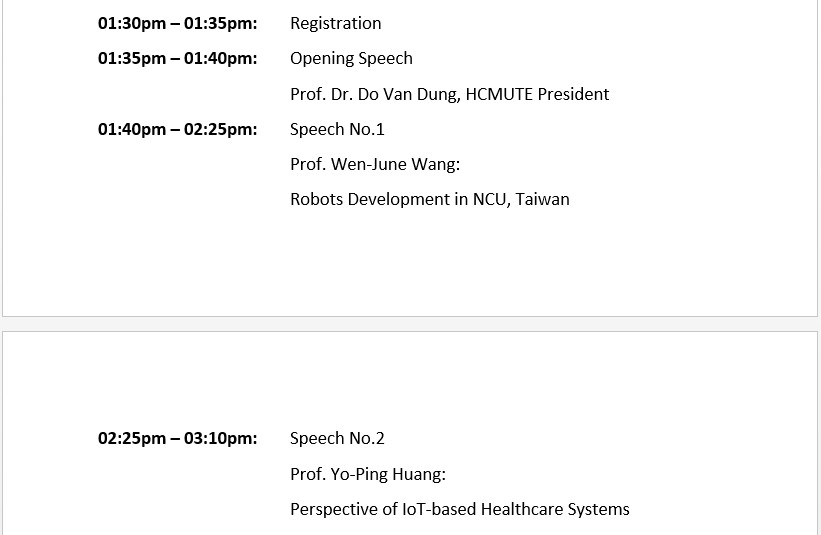 01:30pm – 01:35pm: Registration
01:35pm – 01:40pm: Opening Speech
Prof. Dr. Do Van Dung, HCMUTE President
01:40pm – 02:25pm: Speech No.1
Prof. Wen-June Wang:
Robots Development in NCU, Taiwan
02:25pm – 03:10pm: Speech No.2
Prof. Yo-Ping Huang:
Perspective of IoT-based Healthcare Systems